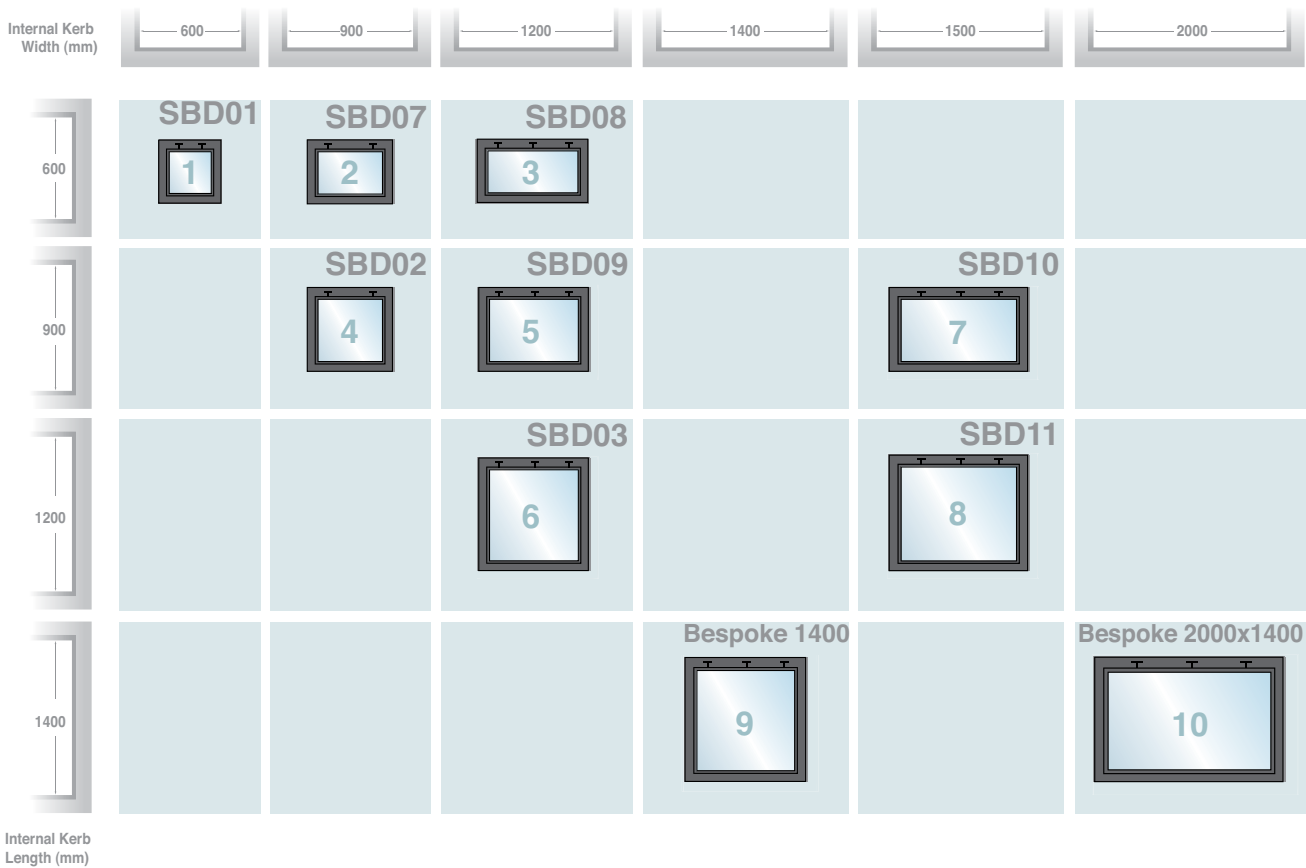 Internal Kerb
Width (mm)
600
900
1200
1400
1500
2000
SBD01
SBD07
SBD08
600
1
2
3
SBD02
SBD09
SBD10
900
4
5
7
SBD03
SBD11
1200
6
8
Bespoke 1400
Bespoke 2000x1400
1400
9
10
Internal Kerb
Length (mm)